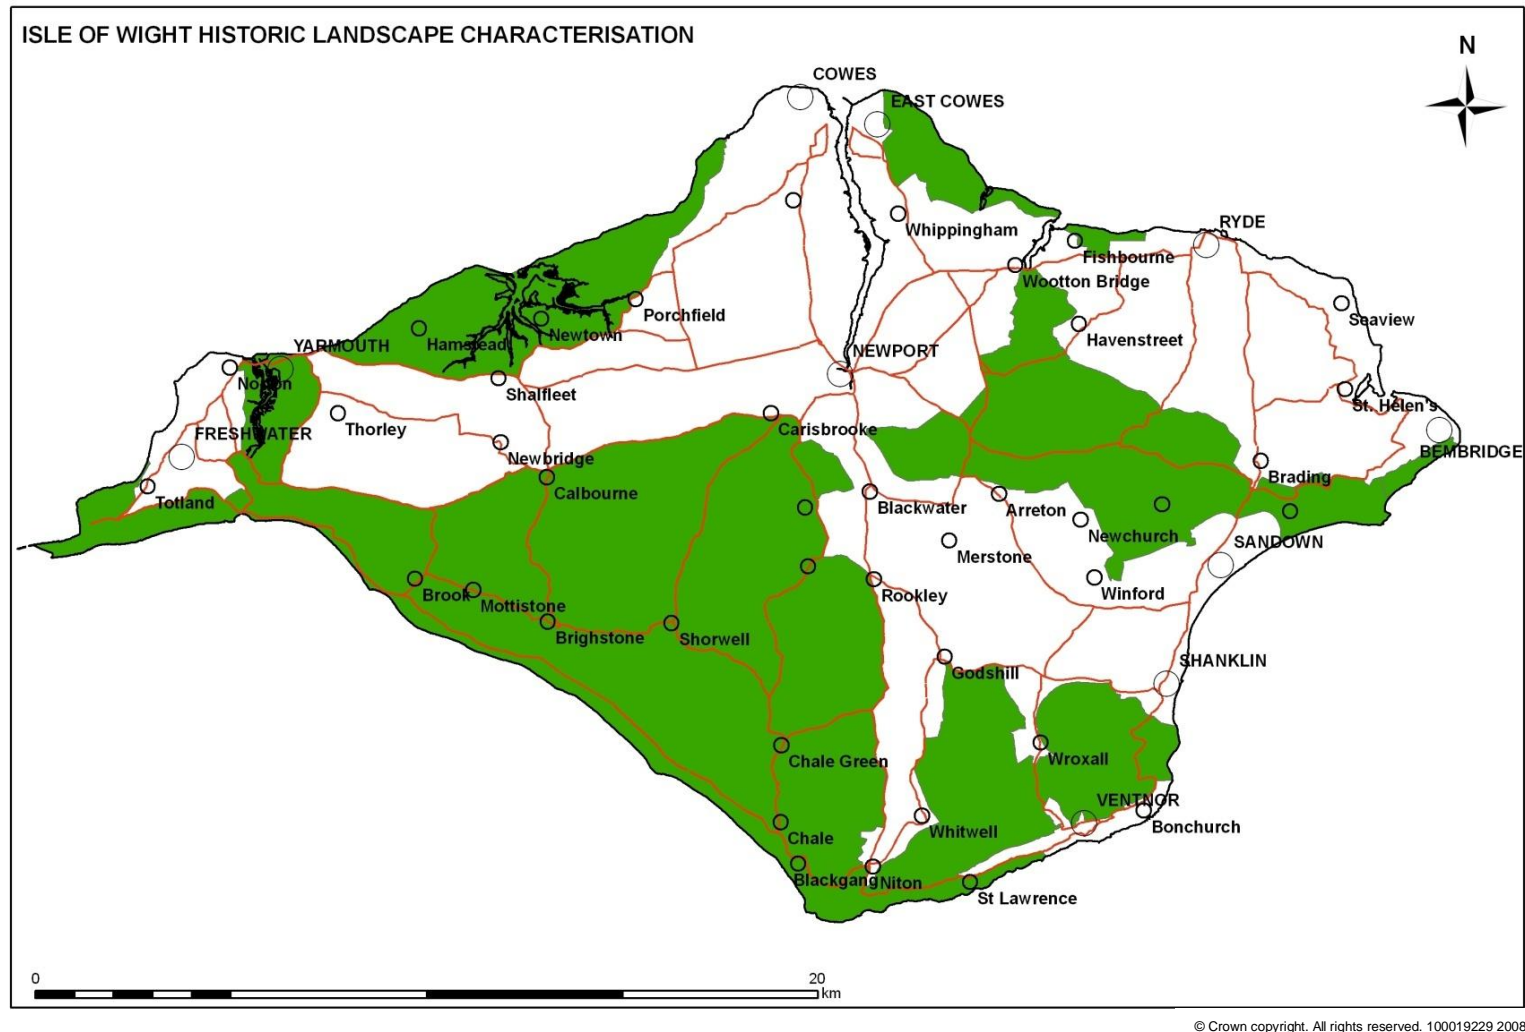 ISLE OF WIGHT HISTORIC LANDSCAPE CHARACTERISATION
N
COWES
EAST COWES
RYDE
Whippingham
Fishbourne
Wootton Bridge
Porchfield
Seaview
Newtown
Hamstead
YARMOUTH
Havenstreet
NEWPORT
Norton
Shalfleet
St. Helen's
Thorley
FRESHWATER
Carisbrooke
BEMBRIDGE
Newbridge
Brading
Calbourne
Totland
Blackwater
Arreton
Newchurch
SANDOWN
Merstone
Brook
Mottistone
Rookley
Winford
Brighstone
Shorwell
SHANKLIN
Godshill
Chale Green
Wroxall
VENTNOR
Bonchurch
Chale
Whitwell
Blackgang
Niton
St Lawrence
0 20
km
© Crown copyright. All rights reserved. 100019229 2008